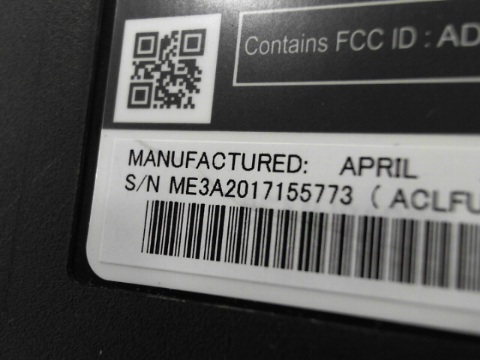 Contains FCC ID : AD
MANUFACTURED: APRIL
S/N ME3A2017155773 ( ACLFU